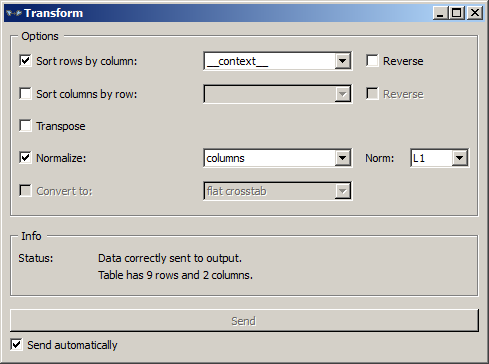 Transform
Options
Sort rows by column: __context__ Reverse
Sort columns by row: Reverse
Transpose
Normalize: columns Norm: L1
Convert to: flat crosstab
Info
Status: Data correctly sent to output.
Table has 9 rows and 2 columns.
Send
Send automatically